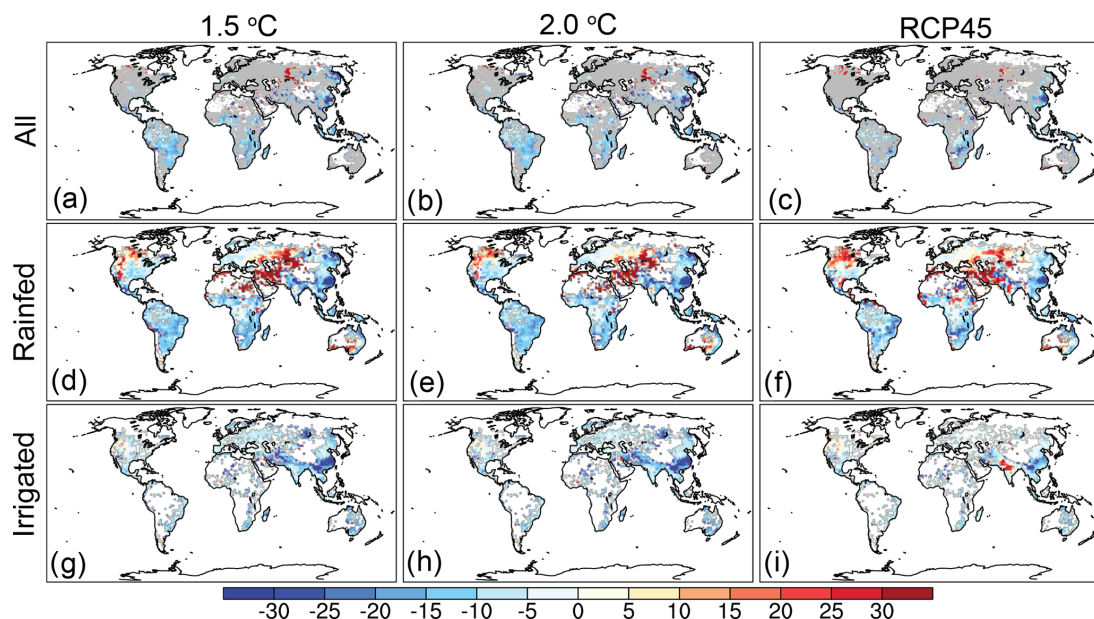 1.5 °C 2.0 °C RCP45
All
(a) (b) (c)
Rainfed
(d) (e) (f)
Irrigated
(g) (h) (i)
-30 -25 -20 -15 -10 -5 0 5 10 15 20 25 30